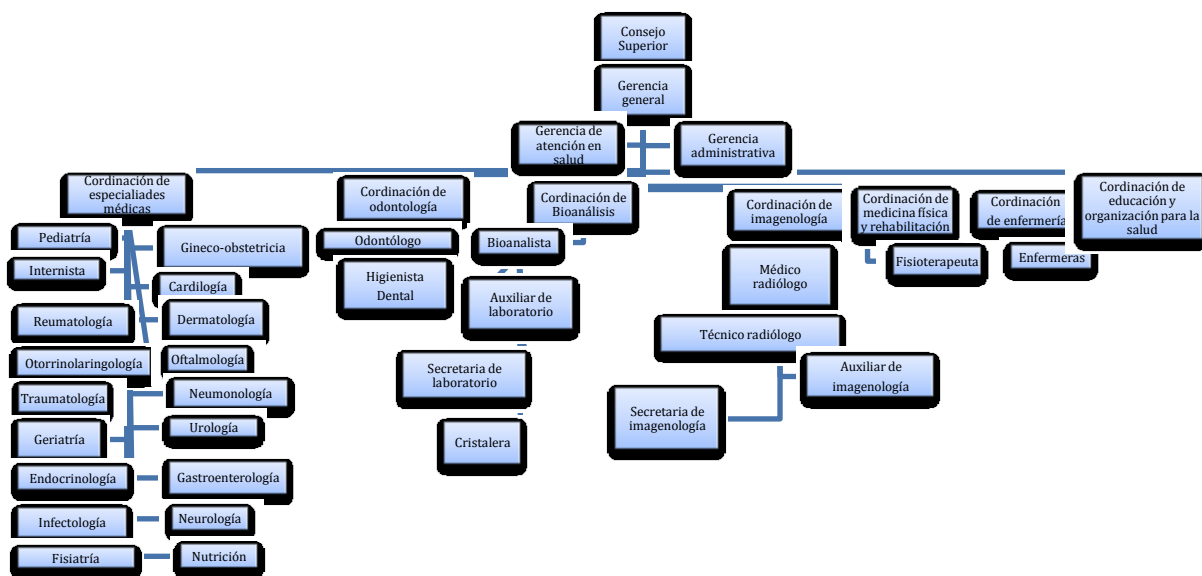 Consejo
Superior
Gerencia
general
Gerencia de
atención en
salud
Gerencia
administrativa
Cordinación de
especialiades
médicas
Pediatría
Gineco-obstetricia
Internista
Cardilogía
Reumatología
Dermatología
Otorrinolaringología
Oftalmología
Traumatología
Neumonología
Geriatría
Urología
Endocrinología
Gastroenterología
Infectología
Neurología
Fisiatría
Nutrición
Cordinación de
odontología
Odontólogo
Higienista
Dental
Cordinación de
Bioanálisis
Bioanalista
Auxiliar de
laboratorio
Secretaria de
laboratorio
Cristalera
Cordinación de
imagenología
Médico
radiólogo
Técnico radiólogo
Auxiliar de
imagenología
Secretaria de
imagenología
Cordinación de
medicina física
y rehabilitación
Fisioterapeuta
Cordinación
de enfermería
Enfermeras
Cordinación de
educación y
organización para la
salud